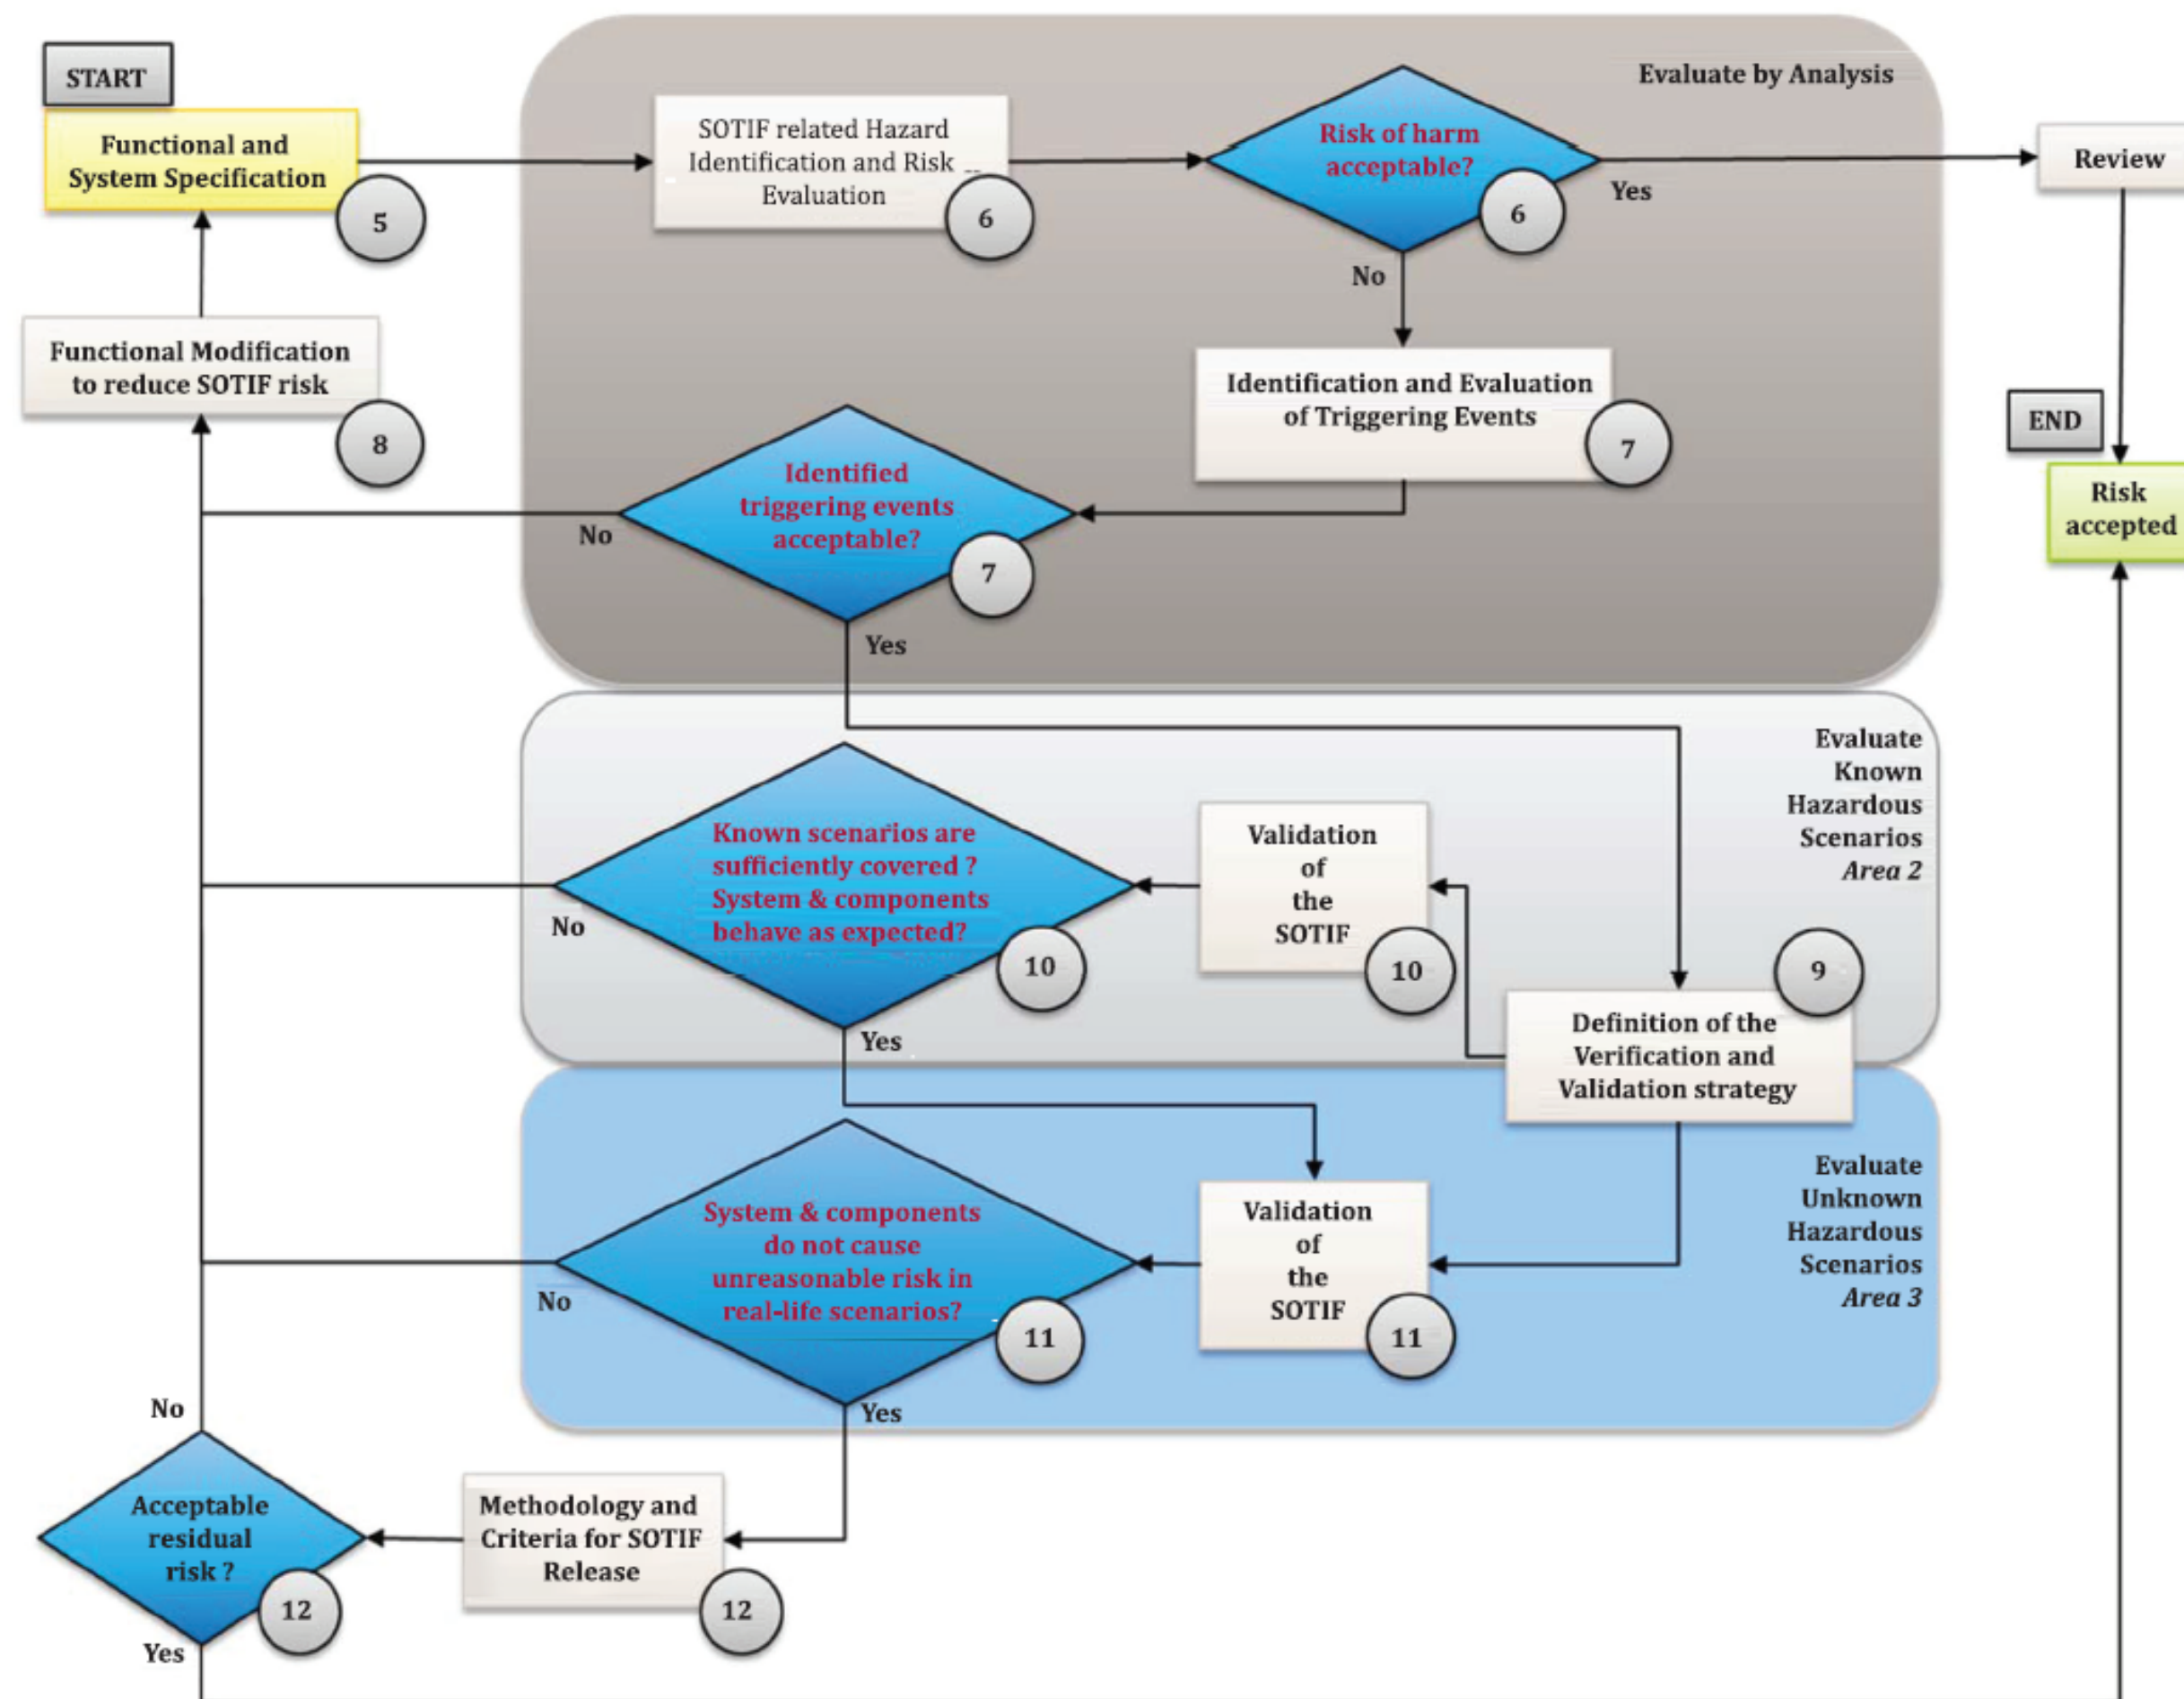 START
Functional and
System Specification
5
SOTIF related Hazard
Identification and Risk
Evaluation
6
Risk of harm
acceptable?
6
Evaluate by Analysis
Yes
Review
No
Functional Modification
to reduce SOTIF risk
8
Identification and Evaluation
of Triggering Events
7
END
Risk
accepted
Identified
triggering events
acceptable?
7
No
Yes
Evaluate
Known
Hazardous
Scenarios
Area 2
Known scenarios are
sufficiently covered ?
System & components
behave as expected?
10
No
Yes
Validation
of
the
SOTIF
10
9
Definition of the
Verification and
Validation strategy
Evaluate
Unknown
Hazardous
Scenarios
Area 3
System & components
do not cause
unreasonable risk in
real-life scenarios?
11
No
Yes
Validation
of
the
SOTIF
11
No
Acceptable
residual
risk ?
12
Yes
Methodology and
Criteria for SOTIF
Release
12